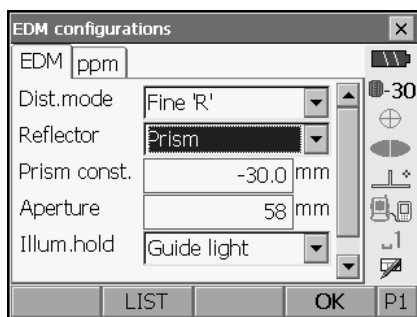 EDM configurations
EDM ppm
Dist.mode Fine 'R'
-30
Reflector Prism
Prism const. -30.0 mm
Aperture 58 mm
Illum.hold Guide light
1
LIST OK P1